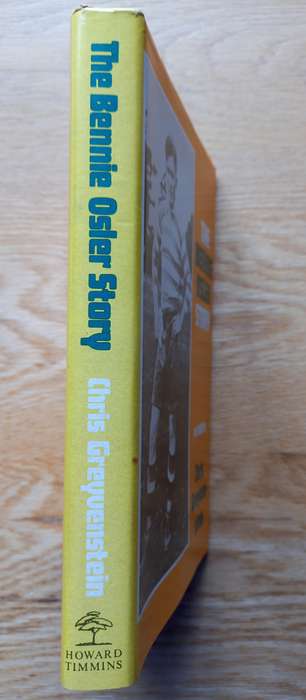 The Bennie Osler Story
Chris Greyvenstein
HOWARD
TIMMINS